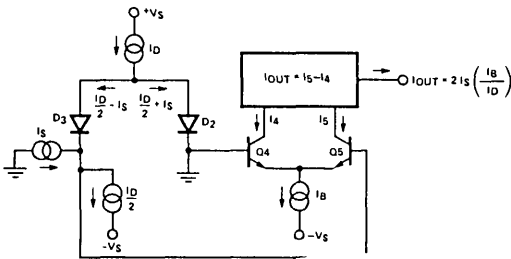 +VS
ID
ID/2 - IS
ID/2 + IS
D3
D2
IS
ID/2
-VS
IOUT = I5-I4
IOUT = 2 IS (IB/ID)
I4
I5
Q4
Q5
IB
-VS